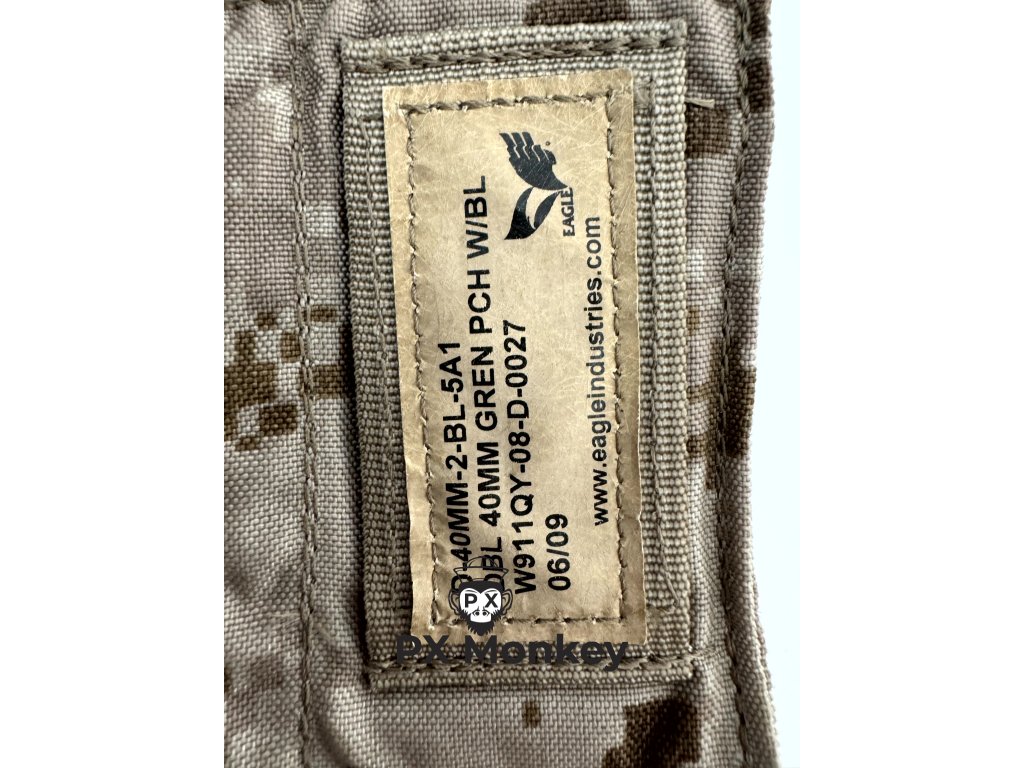 EAGLE
D-40MM-2-BL-5A1
DBL 40MM GREN PCH W/BL
W911QY-08-D-0027
06/09
www.eagleindustries.com
PX
PX Monkey